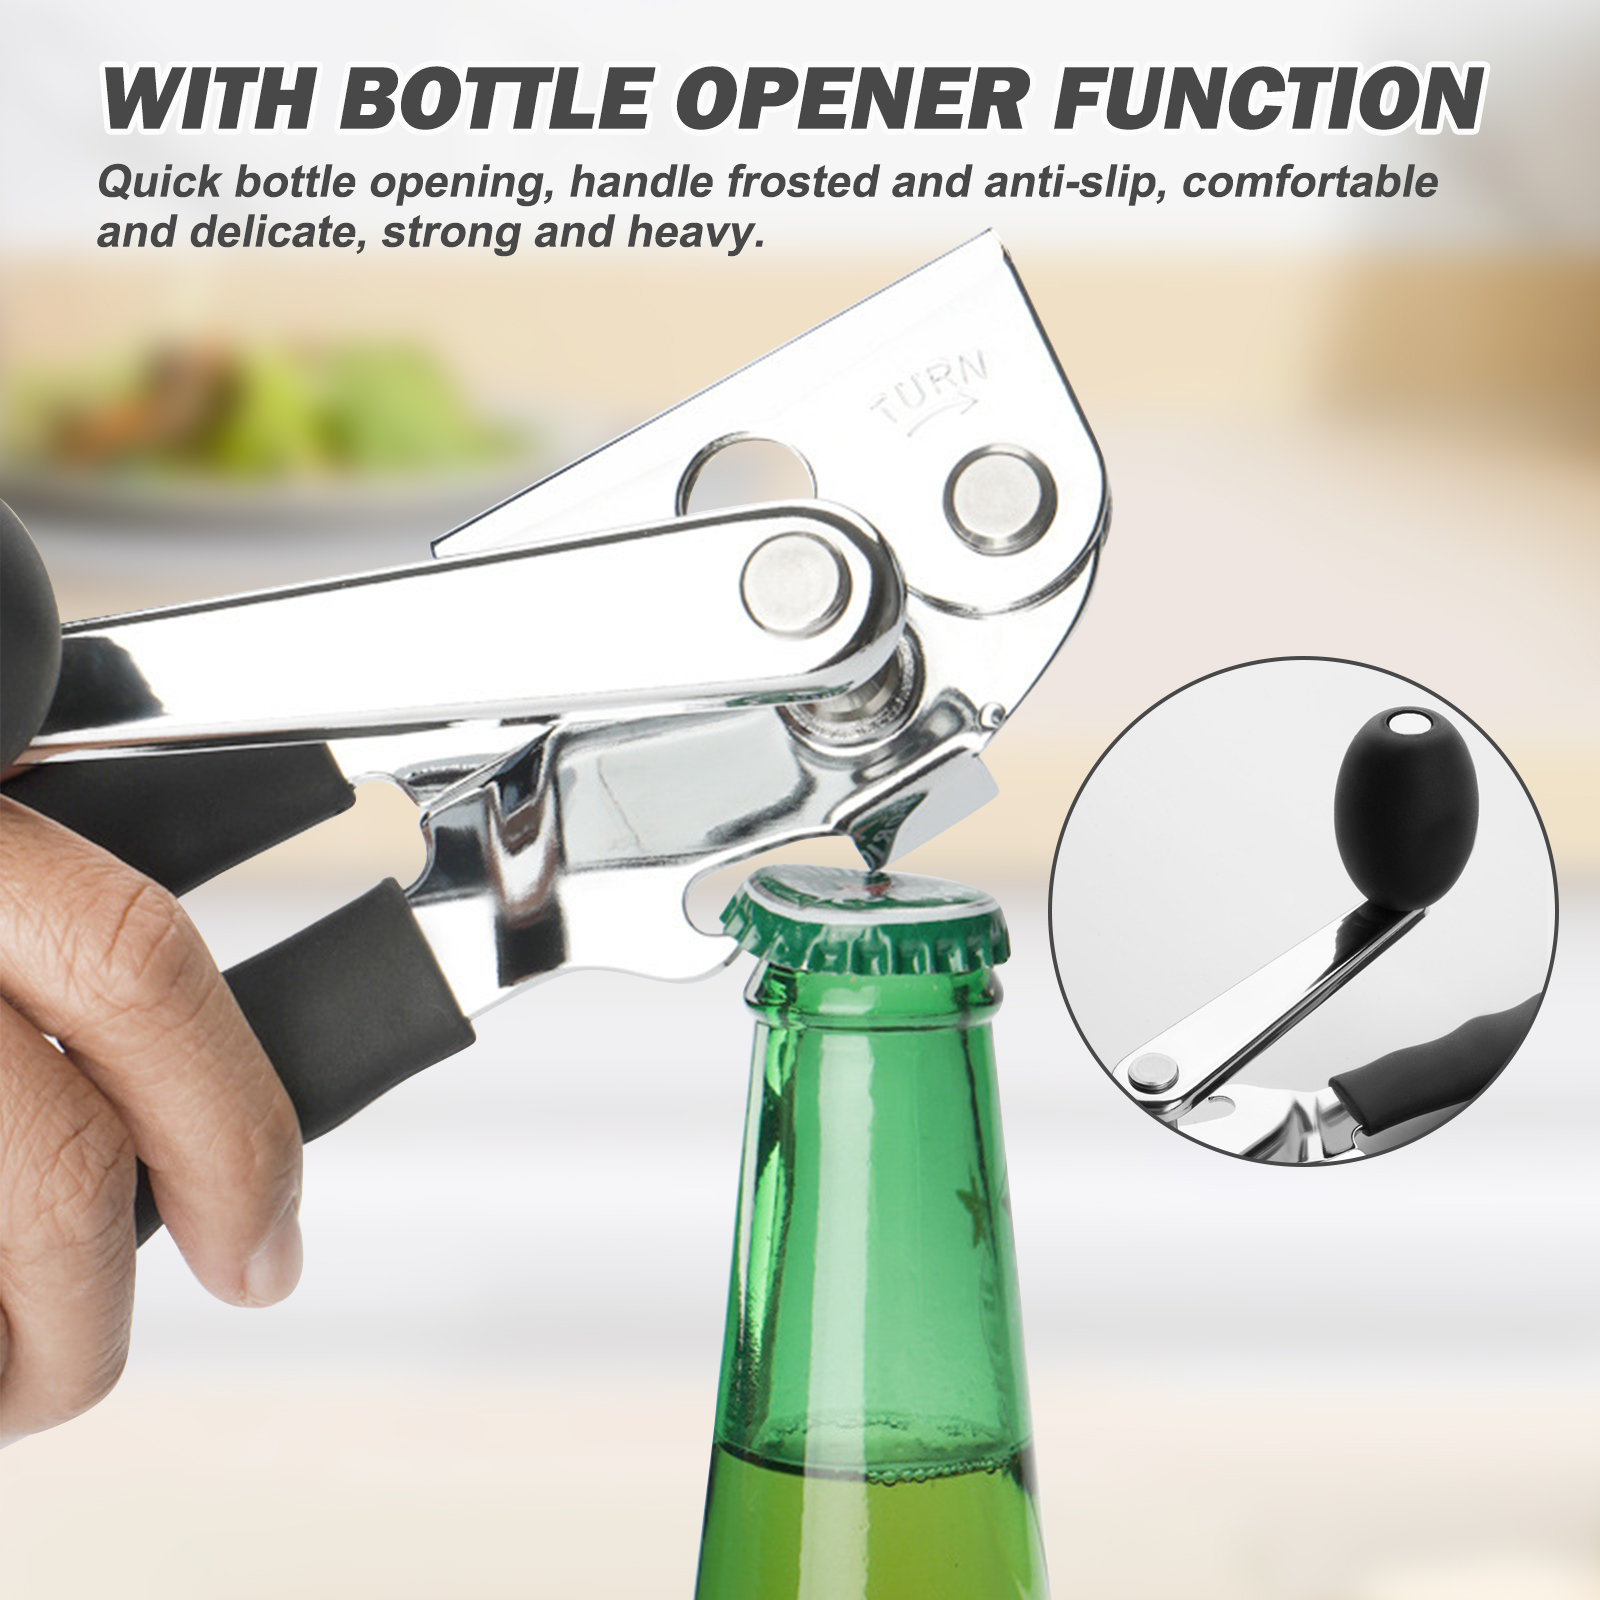 WITH BOTTLE OPENER FUNCTION
Quick bottle opening, handle frosted and anti-slip, comfortable
and delicate, strong and heavy.
TURN